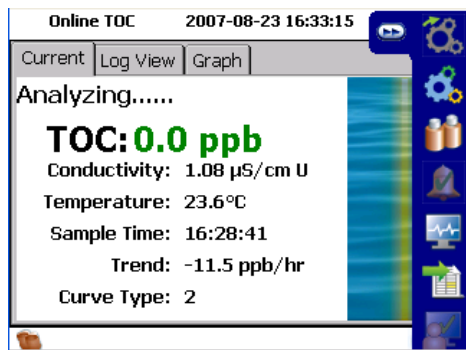 Online TOC 2007-08-23 16:33:15
Current Log View Graph
Analyzing......
TOC: 0.0 ppb
Conductivity: 1.08 µS/cm U
Temperature: 23.6°C
Sample Time: 16:28:41
Trend: -11.5 ppb/hr
Curve Type: 2